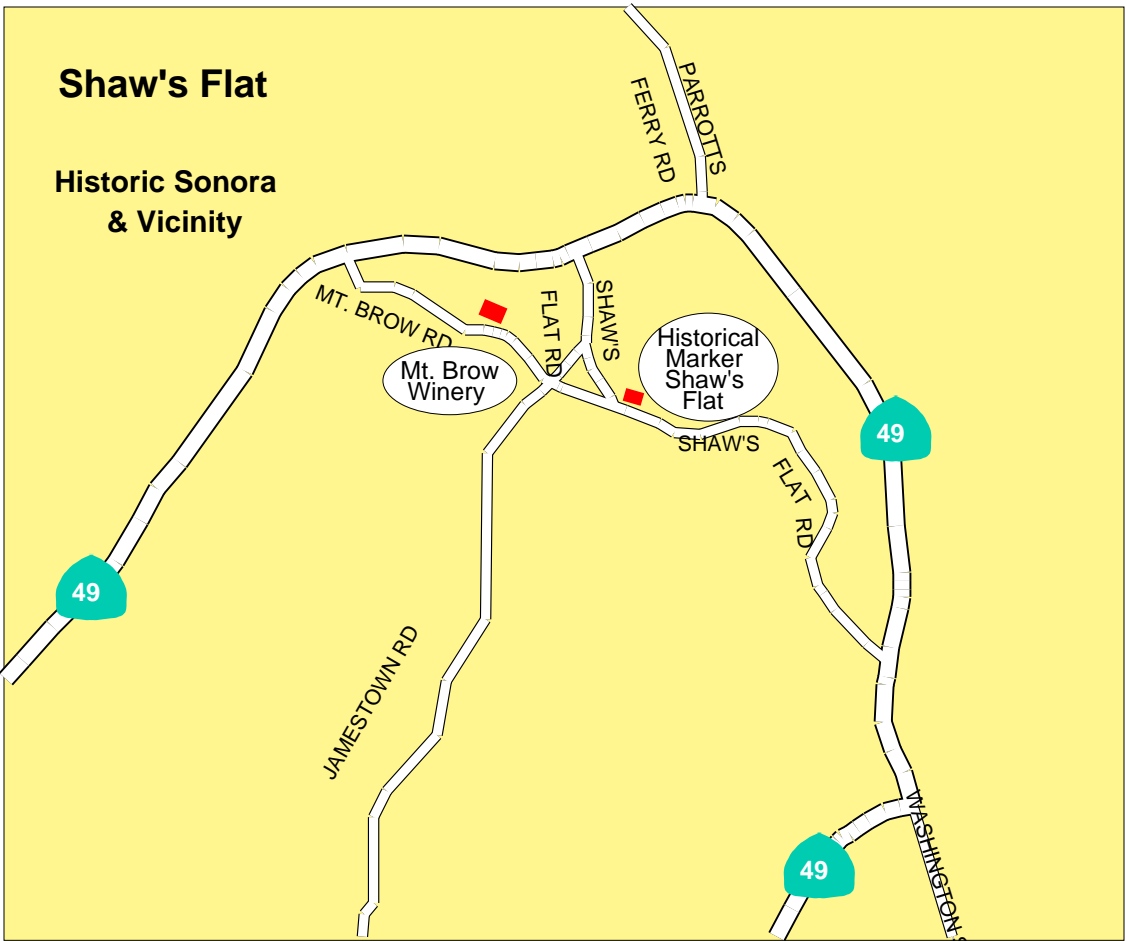 Shaw's Flat
Historic Sonora
& Vicinity
PARROTTS
FERRY RD
MT. BROW RD
FLAT RD
SHAW'S
Mt. Brow
Winery
Historical
Marker
Shaw's
Flat
SHAW'S
FLAT RD
49
49
JAMESTOWN RD
WASHINGTON
49